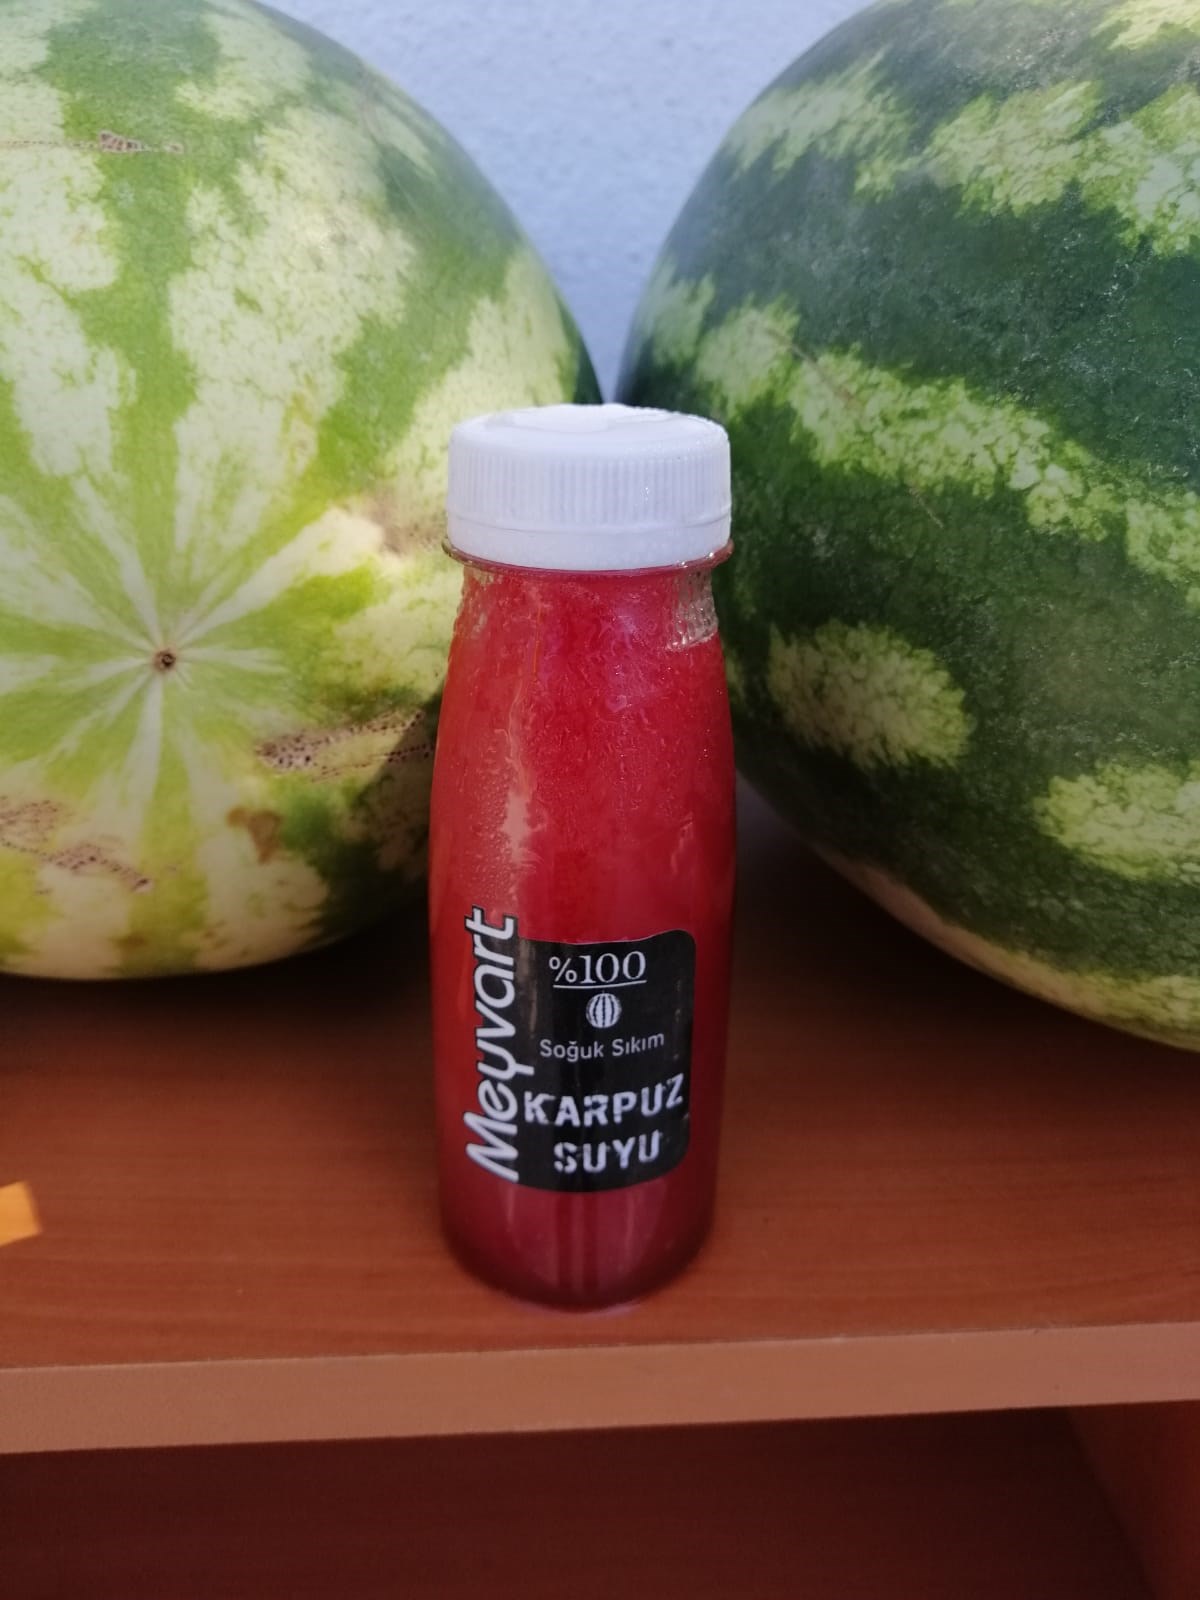 Meyvart
%100
Soğuk Sıkım
KARPUZ
SUYU